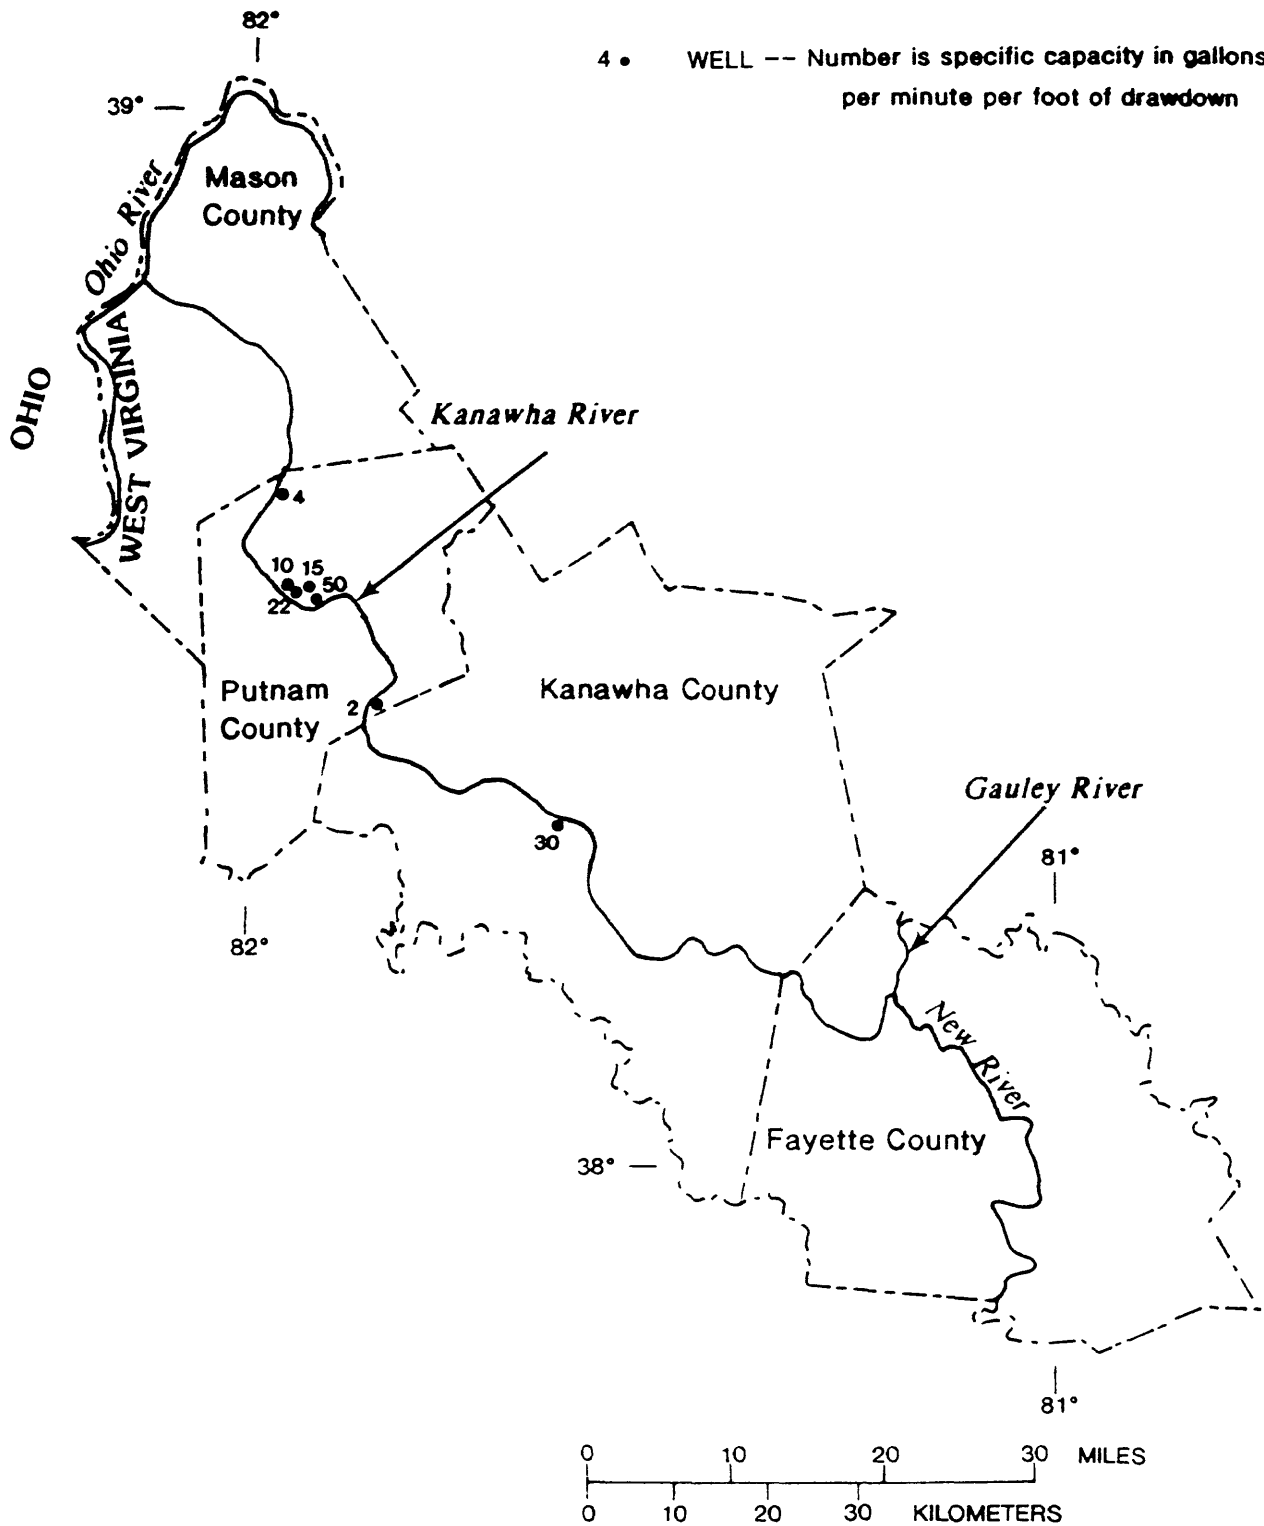 82°
4 • WELL -- Number is specific capacity in gallons
per minute per foot of drawdown
39°
Mason
County
Ohio River
OHIO
WEST VIRGINIA
Kanawha River
4
10 15
50
22
Putnam
County
Kanawha County
2
30
Gauley River
81°
82°
New River
Fayette County
38°
81°
0 10 20 30 MILES
0 10 20 30 KILOMETERS